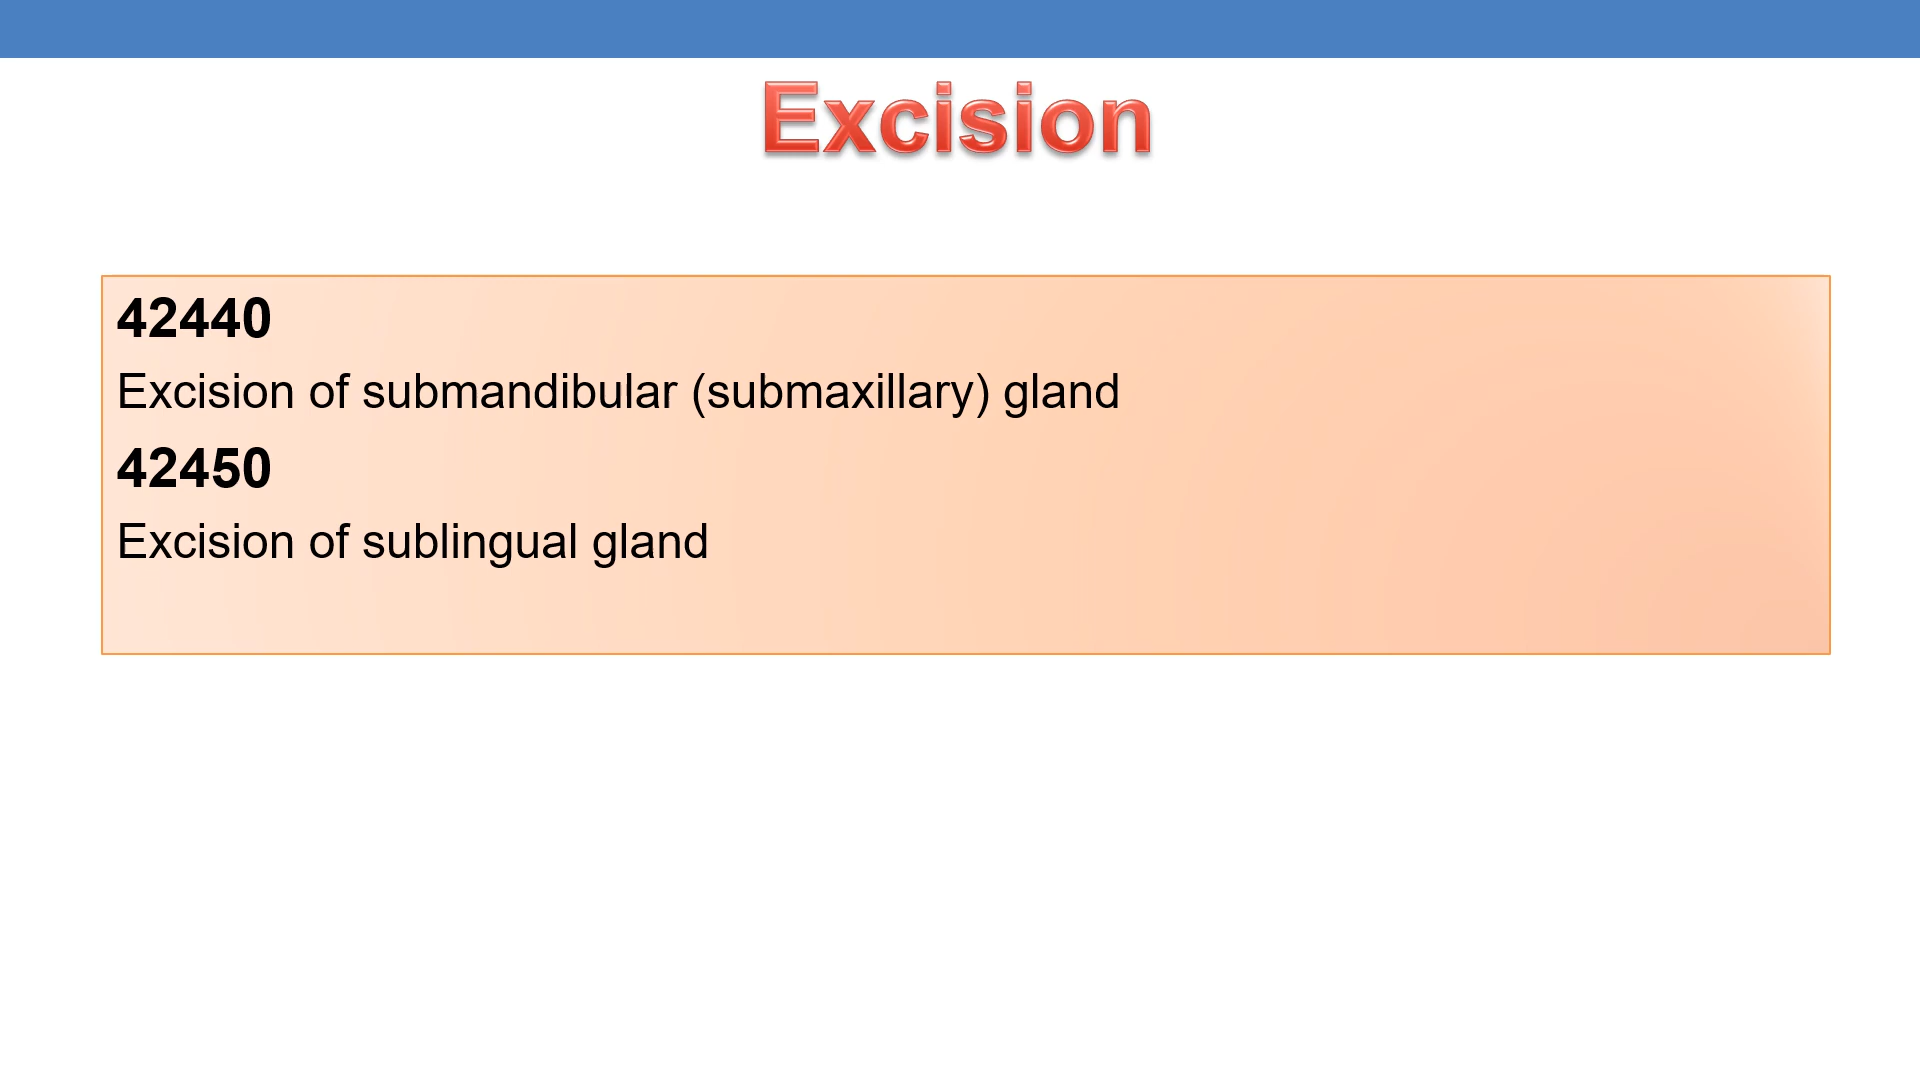 Excision
42440
Excision of submandibular (submaxillary) gland
42450
Excision of sublingual gland